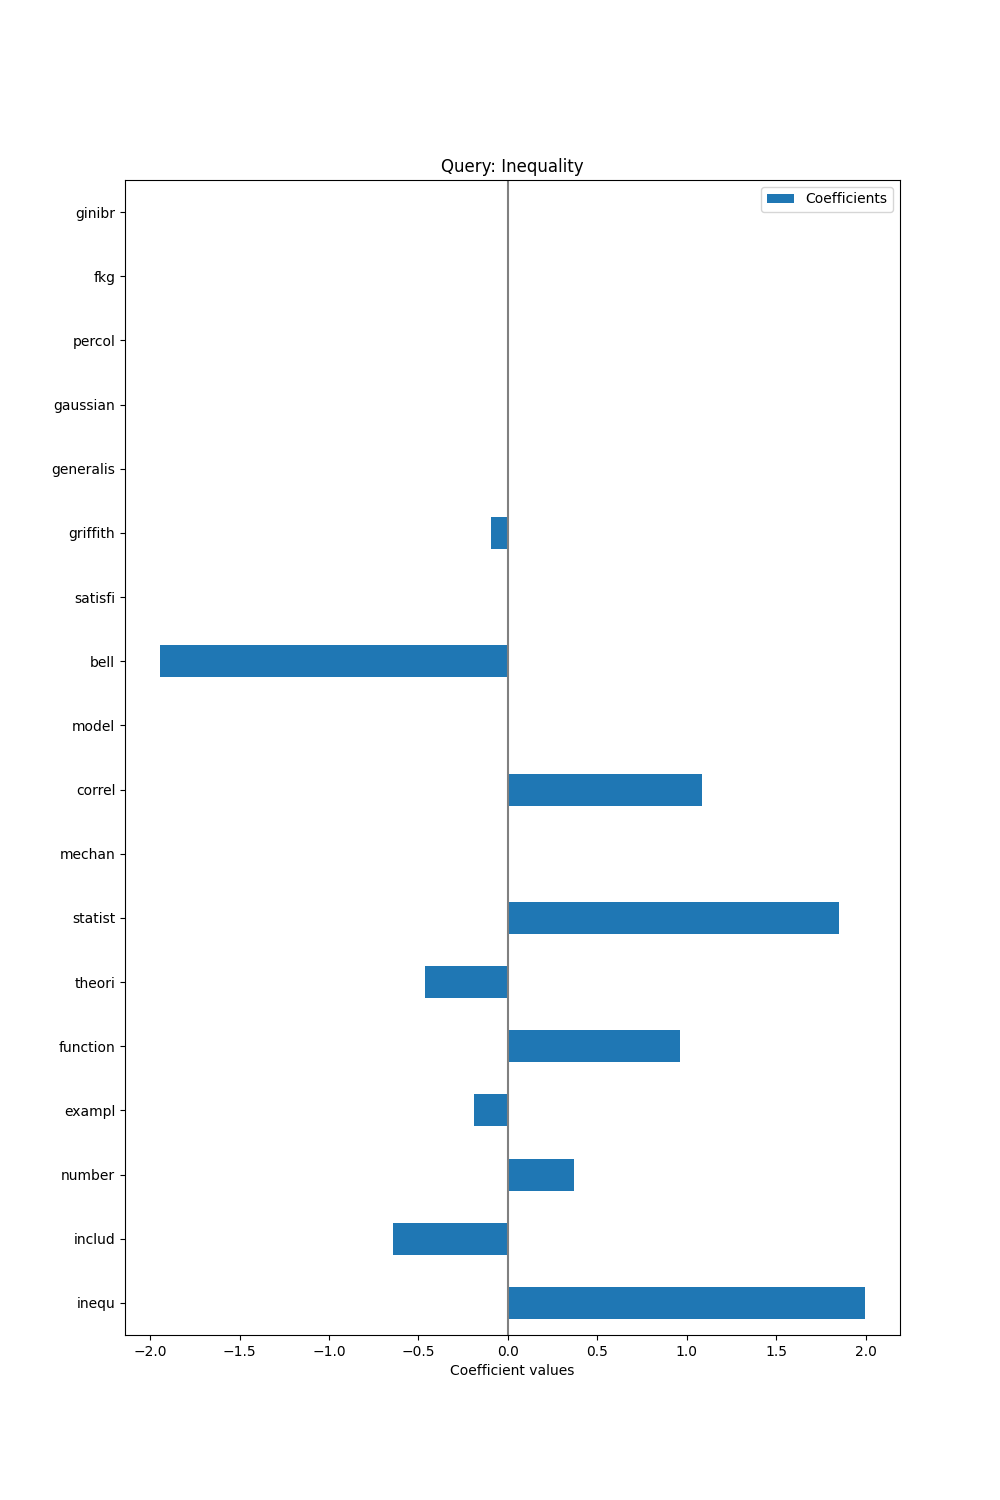 Query: Inequality
Coefficients
ginibr
fkg
percol
gaussian
generalis
griffith
satisfi
bell
model
correl
mechan
statist
theori
function
exampl
number
includ
inequ
−2.0 −1.5 −1.0 −0.5 0.0 0.5 1.0 1.5 2.0
Coefficient values